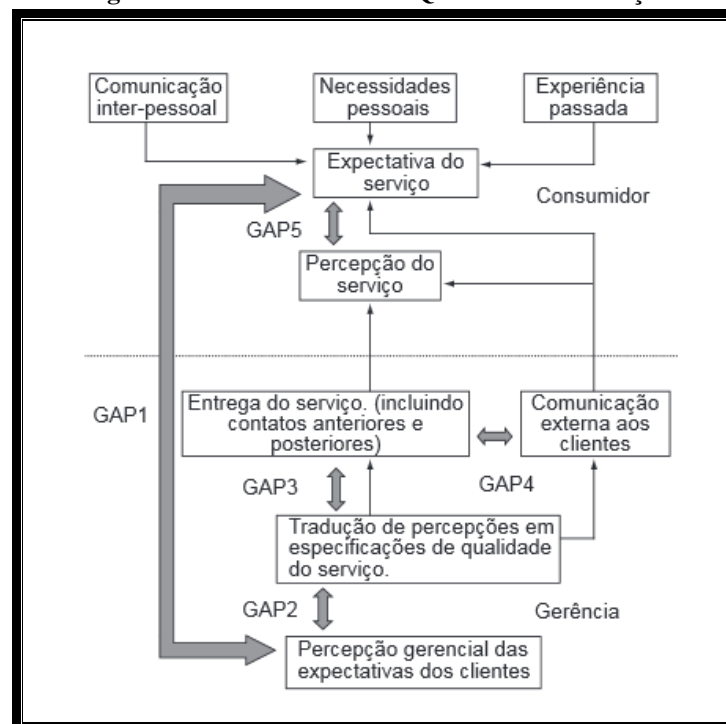 Comunicação
inter-pessoal
Necessidades
pessoais
Experiência
passada
Expectativa do
serviço
Consumidor
GAP5
Percepção do
serviço
GAP1
Entrega do serviço. (incluindo
contatos anteriores e
posteriores)
Comunicação
externa aos
clientes
GAP3
GAP4
Tradução de percepções em
especificações de qualidade
do serviço.
GAP2
Gerência
Percepção gerencial das
expectativas dos clientes